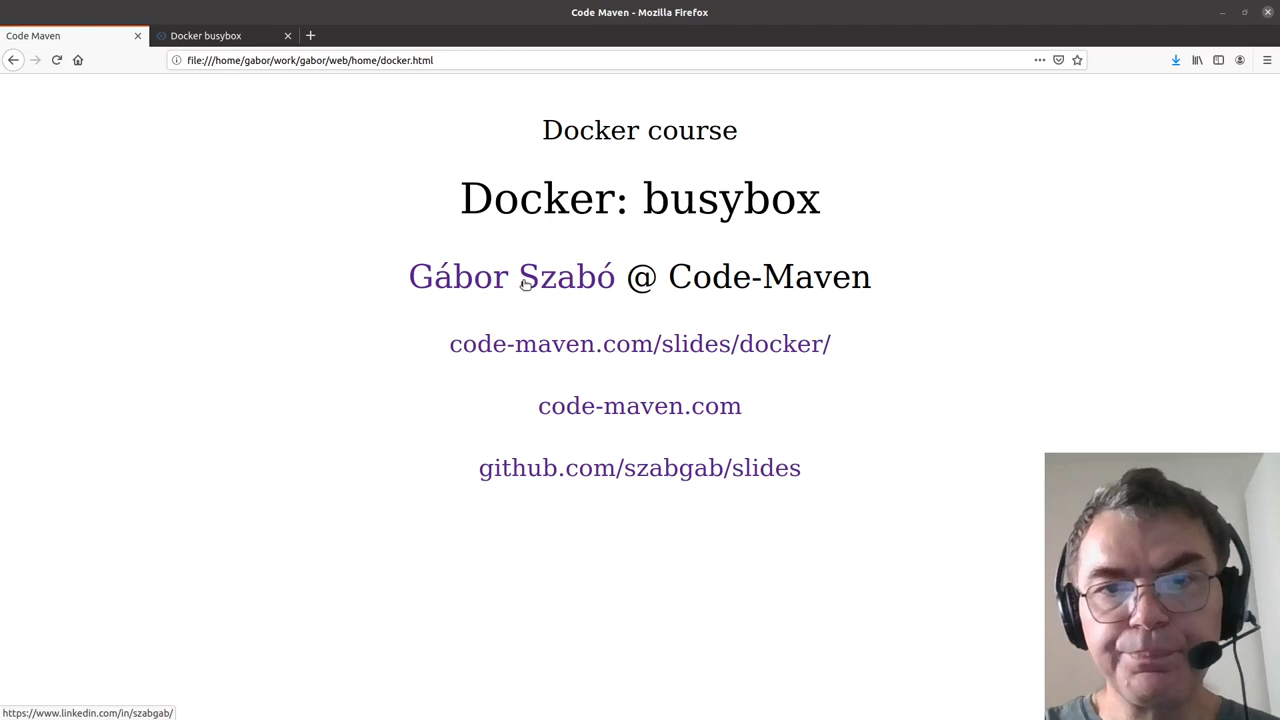 Code Maven - Mozilla Firefox
Code Maven
Docker busybox
file:///home/gabor/work/gabor/web/home/docker.html
Docker course
Docker: busybox
Gábor Szabó @ Code-Maven
code-maven.com/slides/docker/
code-maven.com
github.com/szabgab/slides
https://www.linkedin.com/in/szabgab/